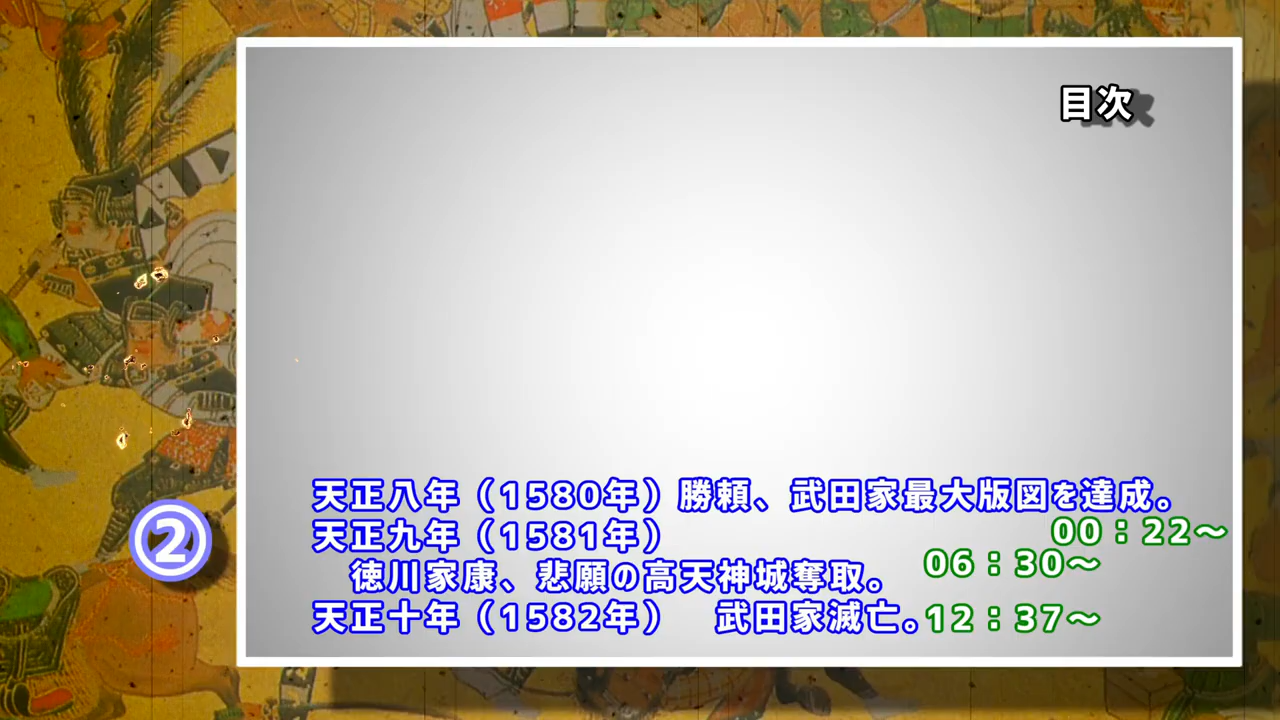 目次
②
天正八年（1580年）勝頼、武田家最大版図を達成。
00：22～
天正九年（1581年）
徳川家康、悲願の高天神城奪取。
06：30～
天正十年（1582年）　武田家滅亡。12：37～